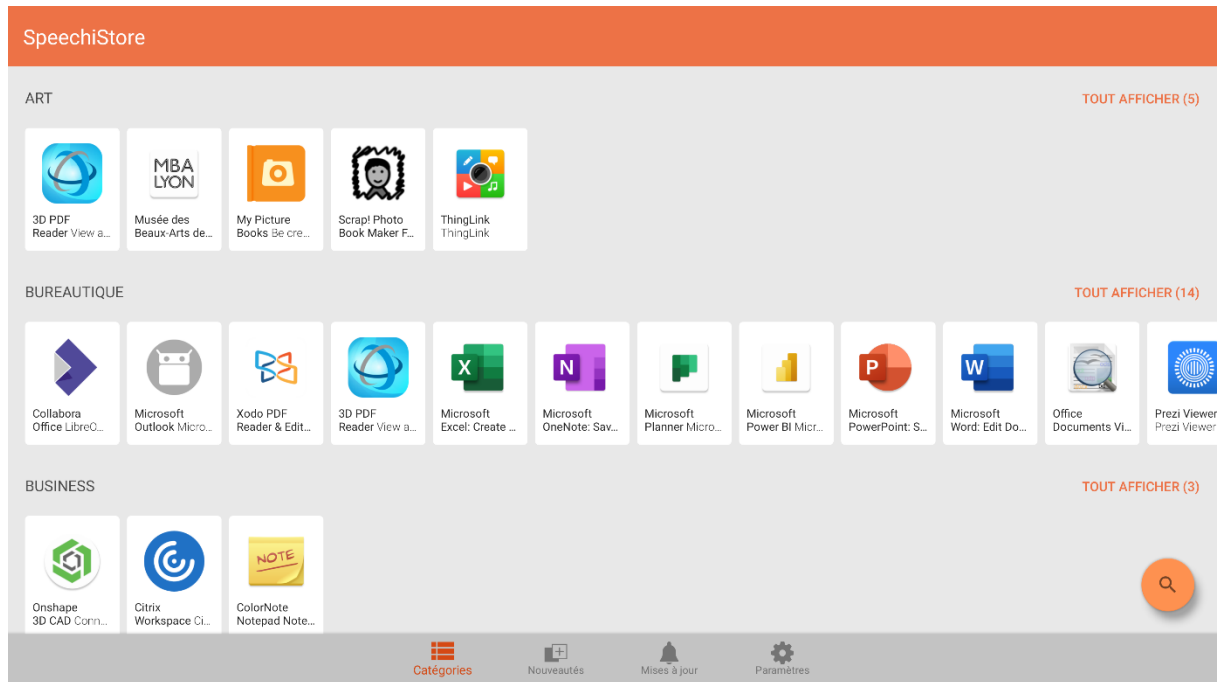 SpeechiStore
ART
TOUT AFFICHER (5)
MBA
LYON
3D PDF
Reader View a...
Musée des
Beaux-Arts de...
My Picture
Books Be cre...
Scrap! Photo
Book Maker F...
ThingLink
ThingLink
BUREAUTIQUE
TOUT AFFICHER (14)
X
N
P
W
Collabora
Office LibreO...
Microsoft
Outlook Micro...
Xodo PDF
Reader & Edit...
3D PDF
Reader View a...
Microsoft
Excel: Create ...
Microsoft
OneNote: Sav...
Microsoft
Planner Micro...
Microsoft
Power BI Micr...
Microsoft
PowerPoint: S...
Microsoft
Word: Edit Do...
Office
Documents Vi...
Prezi Viewer
Prezi Viewer
BUSINESS
TOUT AFFICHER (3)
NOTE
Onshape
3D CAD Conn...
Citrix
Workspace Ci...
ColorNote
Notepad Note...
Catégories
Nouveautés
Mises à jour
Paramètres